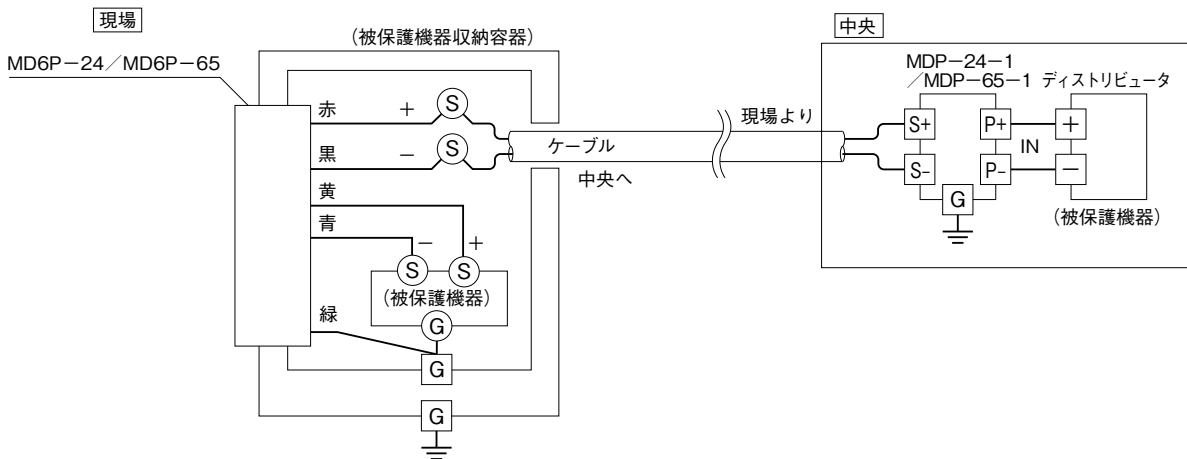 現場
MD6P−24／MD6P−65
(被保護機器収納容器)
赤
+
S
黒
−
S
黄
青
−
+
S
S
(被保護機器)
G
緑
G
G
ケーブル
中央へ
現場より
中央
MDP−24−1
／MDP−65−1 ディストリビュータ
S+
P+
+
IN
S−
P−
−
G
(被保護機器)